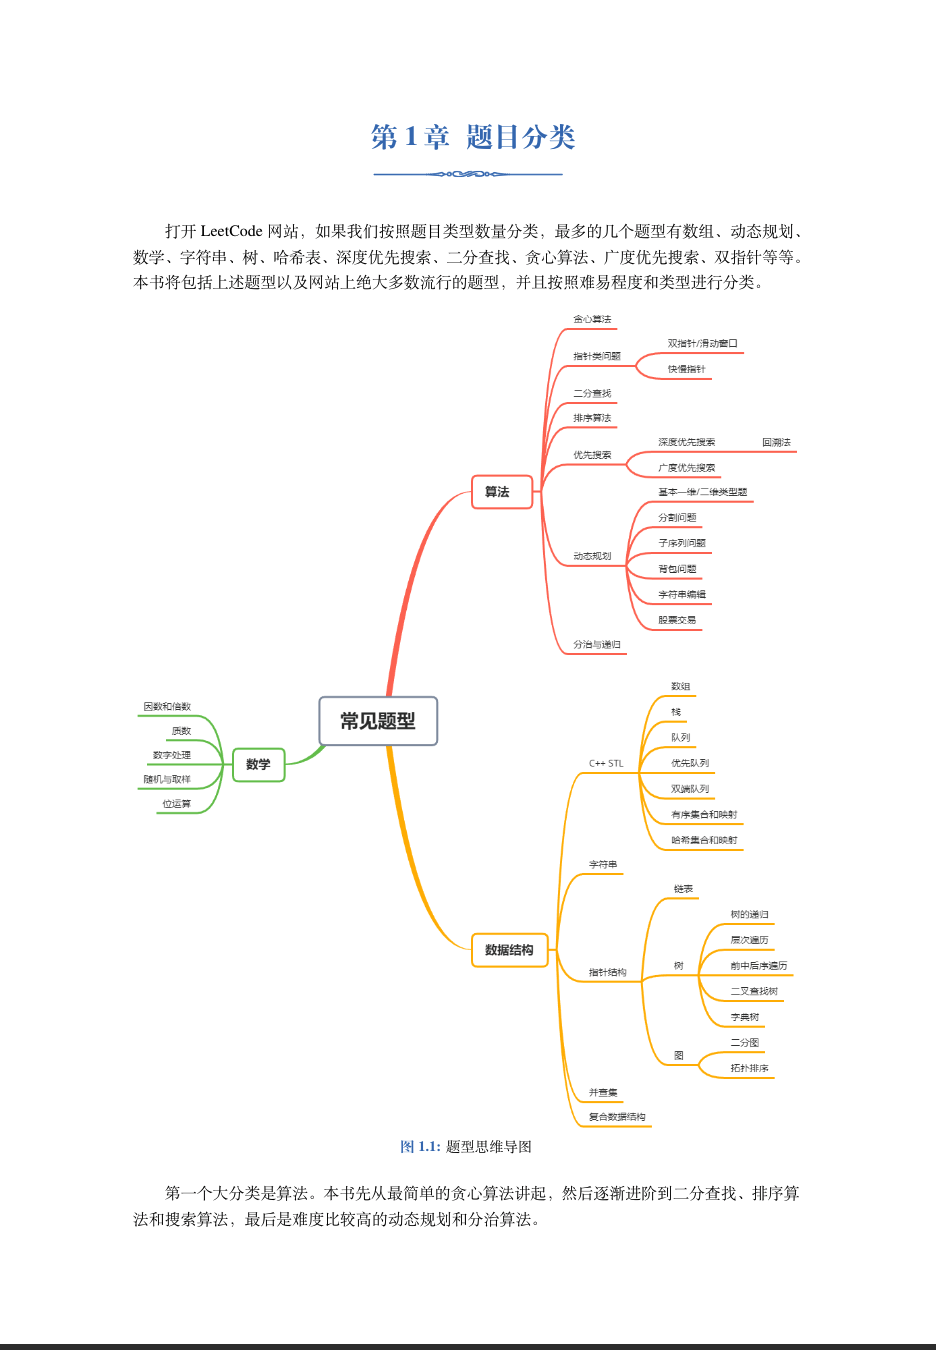 第 1 章 题目分类
打开 LeetCode 网站，如果我们按照题目类型数量分类，最多的几个题型有数组、动态规划、
数学、字符串、树、哈希表、深度优先搜索、二分查找、贪心算法、广度优先搜索、双指针等等。
本书将包括上述题型以及网站上绝大多数流行的题型，并且按照难易程度和类型进行分类。
常见题型
算法
贪心算法
指针类问题
双指针/滑动窗口
快慢指针
二分查找
排序算法
优先搜索
深度优先搜索
回溯法
广度优先搜索
动态规划
基本一维/二维类型题
分割问题
子序列问题
背包问题
字符串编辑
股票交易
分治与递归
数学
因数和倍数
质数
数字处理
随机与取样
位运算
数据结构
C++ STL
数组
栈
队列
优先队列
双端队列
有序集合和映射
哈希集合和映射
字符串
指针结构
链表
树
树的递归
层次遍历
前中后序遍历
二叉查找树
字典树
图
二分图
拓扑排序
并查集
复合数据结构
图 1.1: 题型思维导图
第一个大分类是算法。本书先从最简单的贪心算法讲起，然后逐渐进阶到二分查找、排序算
法和搜索算法，最后是难度比较高的动态规划和分治算法。